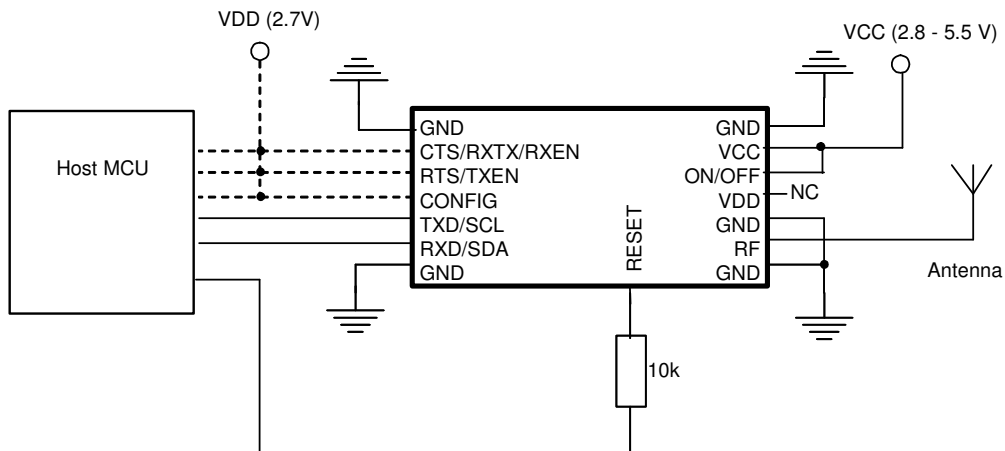 VDD (2.7V)
VCC (2.8 - 5.5 V)
Host MCU
GND
CTS/RXTX/RXEN
RTS/TXEN
CONFIG
TXD/SCL
RXD/SDA
GND
RESET
GND
VCC
ON/OFF
VDD
NC
GND
RF
GND
Antenna
10k